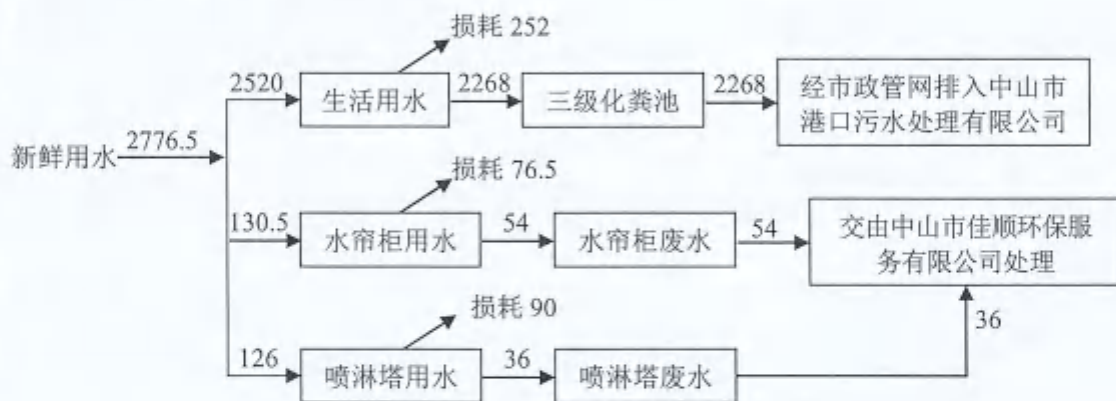 损耗 252
2520
生活用水
2268
三级化粪池
2268
经市政管网排入中山市
港口污水处理有限公司
新鲜用水
2776.5
损耗 76.5
130.5
水帘柜用水
54
水帘柜废水
54
交由中山市佳顺环保服
务有限公司处理
损耗 90
36
126
喷淋塔用水
36
喷淋塔废水